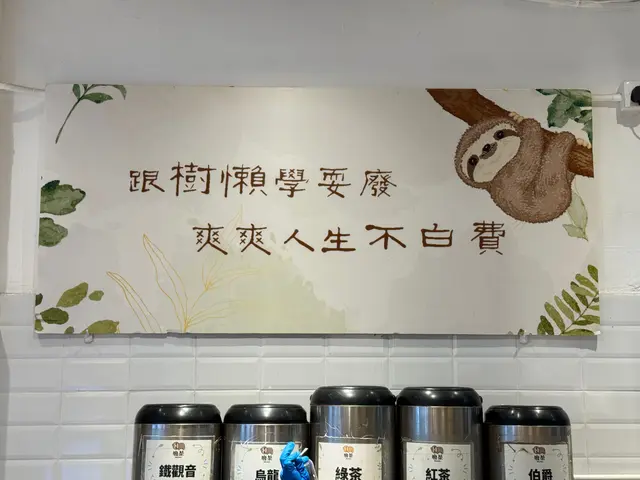 跟樹懶學耍廢
爽爽人生不白費
鐵觀音
烏龍
綠茶
紅茶
伯爵